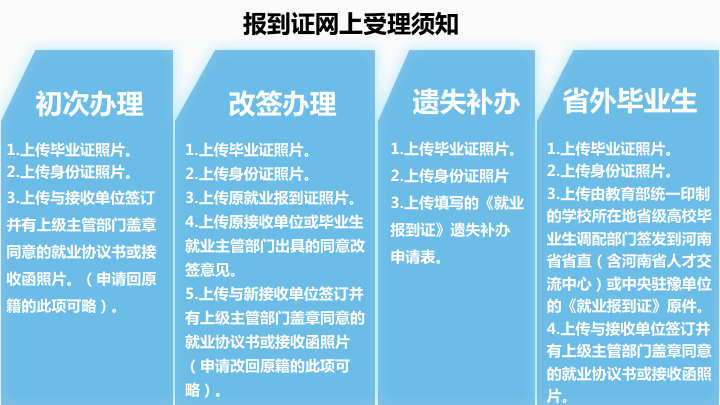 报到证网上受理须知
初次办理
1.上传毕业证照片。
2.上传身份证照片。
3.上传与接收单位签订
并有上级主管部门盖章
同意的就业协议书或接
收函照片。（申请回原
籍的此项可略）。
改签办理
1.上传毕业证照片。
2.上传身份证照片。
3.上传原就业报到证照片。
4.上传原接收单位或毕业生
就业主管部门出具的同意改
签意见。
5.上传与新接收单位签订并
有上级主管部门盖章同意的
就业协议书或接收函照片
（申请改回原籍的此项可
略）。
遗失补办
1.上传毕业证照片。
2.上传身份证照片
3.上传填写的《就业
报到证》遗失补办
申请表。
省外毕业生
1.上传毕业证照片。
2.上传身份证照片。
3.上传由教育部统一印制
的学校所在地省级高校毕
业生调配部门签发到河南
省省直（含河南省人才交
流中心）或中央驻豫单位
的《就业报到证》原件。
4.上传与接收单位签订并
有上级主管部门盖章同意
的就业协议书或接收函照
片。